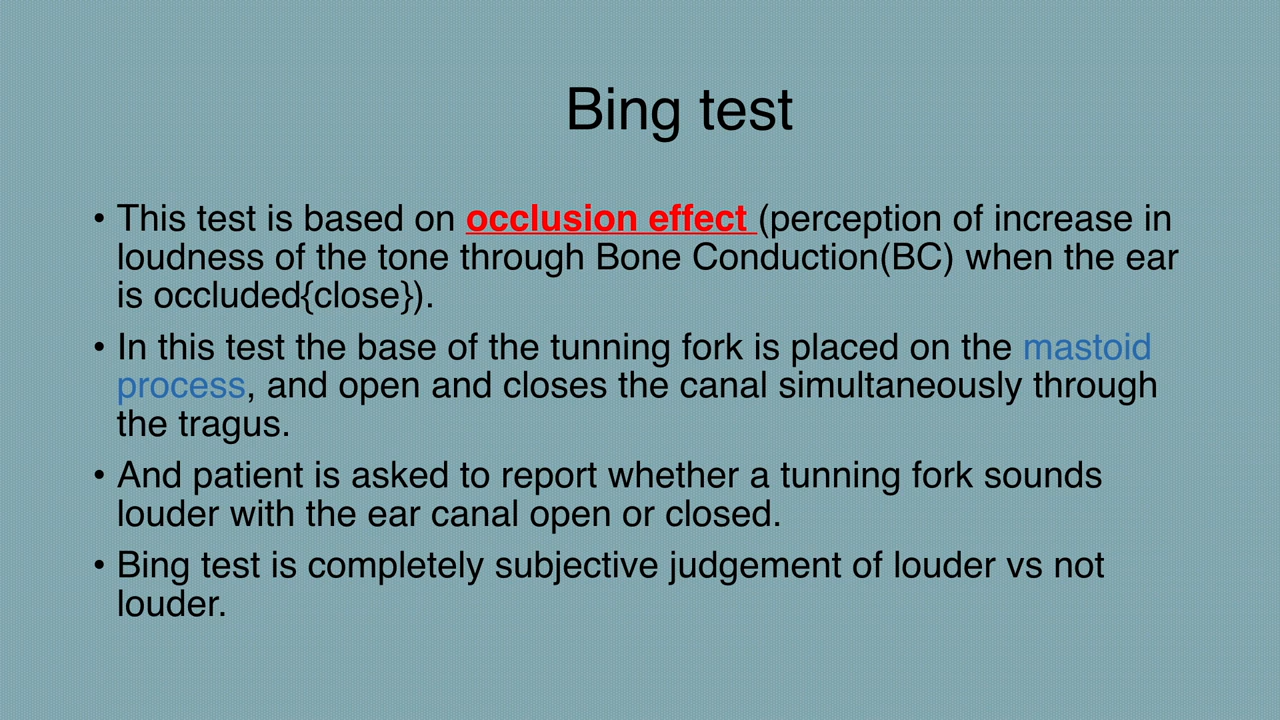 Bing test
• This test is based on occlusion effect (perception of increase in
loudness of the tone through Bone Conduction(BC) when the ear
is occluded{close}).
• In this test the base of the tunning fork is placed on the mastoid
process, and open and closes the canal simultaneously through
the tragus.
• And patient is asked to report whether a tunning fork sounds
louder with the ear canal open or closed.
• Bing test is completely subjective judgement of louder vs not
louder.